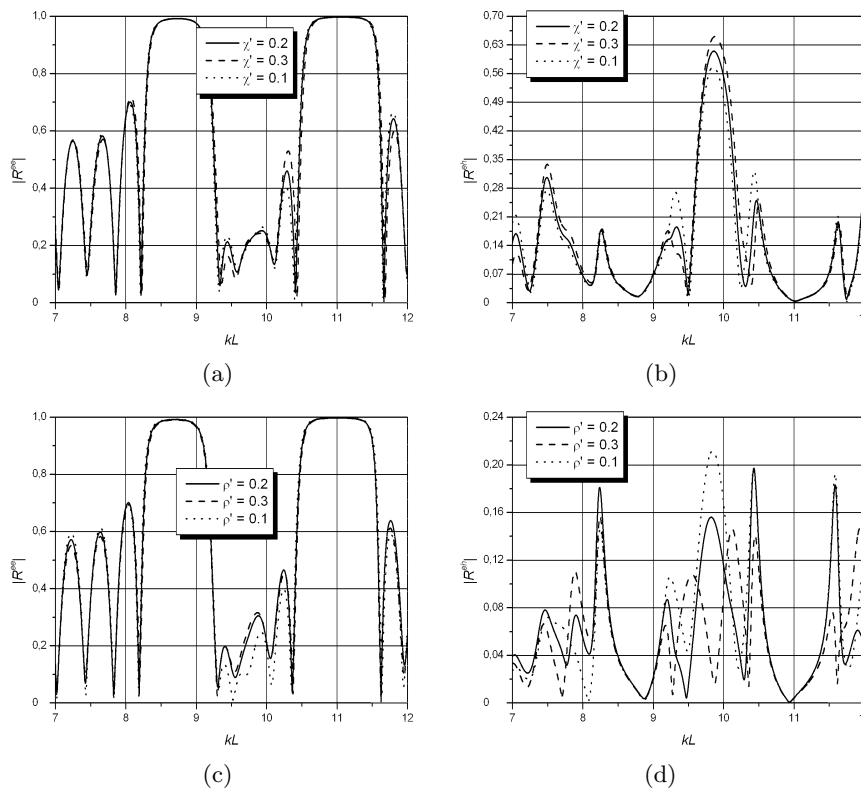 1,0
0,8
0,6
0,4
0,2
0
|R^ee|
χ' = 0.2
χ' = 0.3
χ' = 0.1
7 8 9 10 11 12
kL
(a)
0,70
0,63
0,56
0,49
0,42
0,35
0,28
0,21
0,14
0,07
0
|R^eh|
χ' = 0.2
χ' = 0.3
χ' = 0.1
7 8 9 10 11 12
kL
(b)
1,0
0,8
0,6
0,4
0,2
0
|R^ee|
ρ' = 0.2
ρ' = 0.3
ρ' = 0.1
7 8 9 10 11 12
kL
(c)
0,24
0,20
0,16
0,12
0,08
0,04
0
|R^eh|
ρ' = 0.2
ρ' = 0.3
ρ' = 0.1
7 8 9 10 11 12
kL
(d)